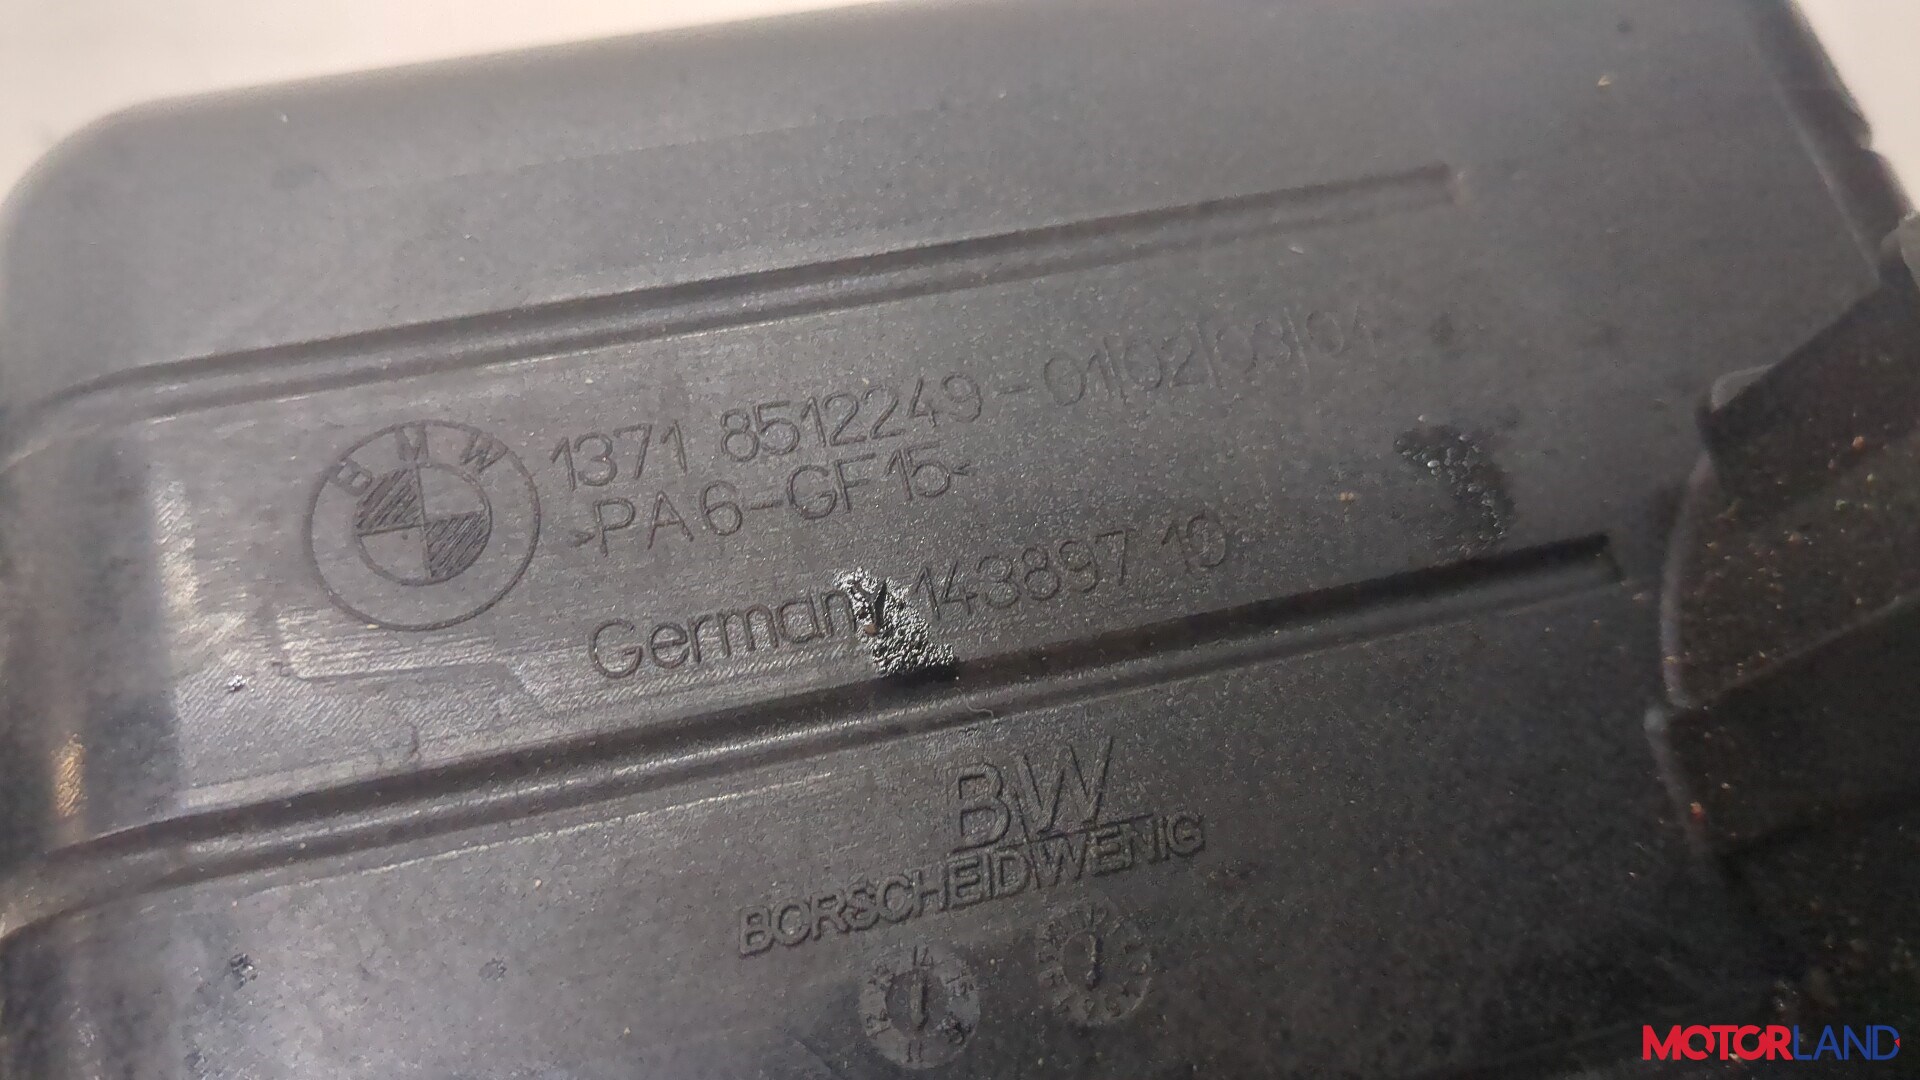 BMW
1371 8512249-01/02/03/04
>PA6-GF15<
Germany 143897 10
BW
BORSCHEID WENIG
MOTORLAND